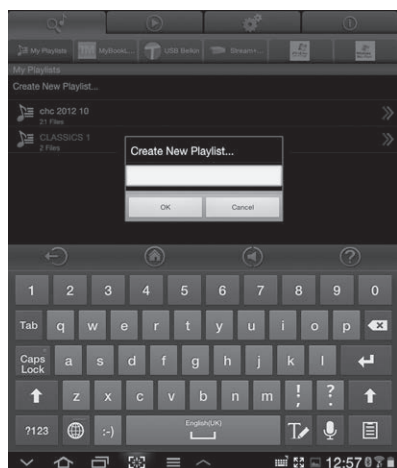 My Playlists MyBookL... USB Belkin Stream+...
My Playlists
Create New Playlist...
chc 2012 10
21 Files
CLASSICS 1
2 Files
Create New Playlist...
OK Cancel
1 2 3 4 5 6 7 8 9 0
Tab q w e r t y u i o p
Caps Lock a s d f g h j k l
z x c v b n m ! , ? .
?123 :-) English(UK) T
12:57